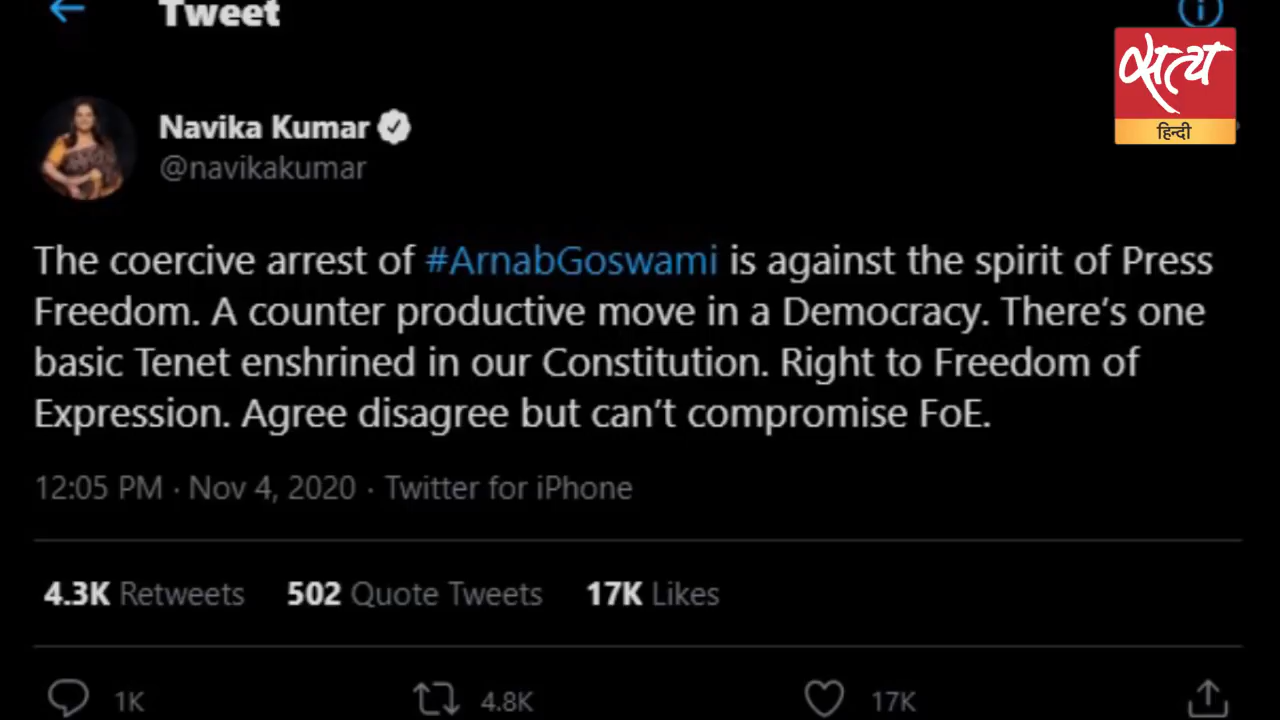 Tweet
सत्य
हिन्दी
Navika Kumar
@navikakumar
The coercive arrest of #ArnabGoswami is against the spirit of Press
Freedom. A counter productive move in a Democracy. There’s one
basic Tenet enshrined in our Constitution. Right to Freedom of
Expression. Agree disagree but can’t compromise FoE.
12:05 PM · Nov 4, 2020 · Twitter for iPhone
4.3K Retweets 502 Quote Tweets 17K Likes
1K 4.8K 17K